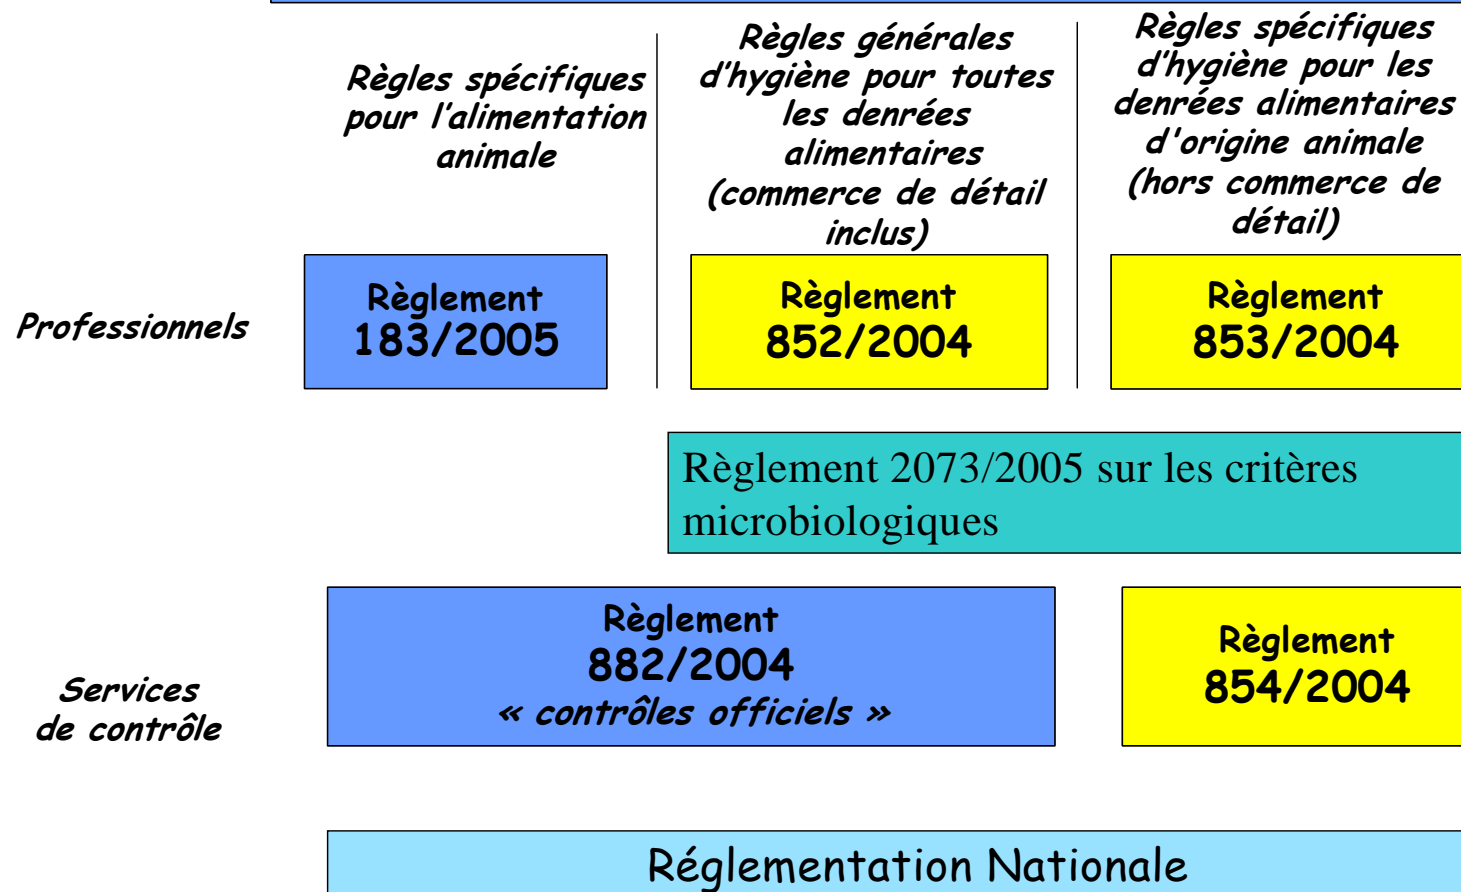 Règles spécifiques
pour l'alimentation
animale
Règles générales
d'hygiène pour toutes
les denrées
alimentaires
(commerce de détail
inclus)
Règles spécifiques
d'hygiène pour les
denrées alimentaires
d'origine animale
(hors commerce de
détail)
Professionnels
Règlement
183/2005
Règlement
852/2004
Règlement
853/2004
Règlement 2073/2005 sur les critères
microbiologiques
Services
de contrôle
Règlement
882/2004
« contrôles officiels »
Règlement
854/2004
Réglementation Nationale